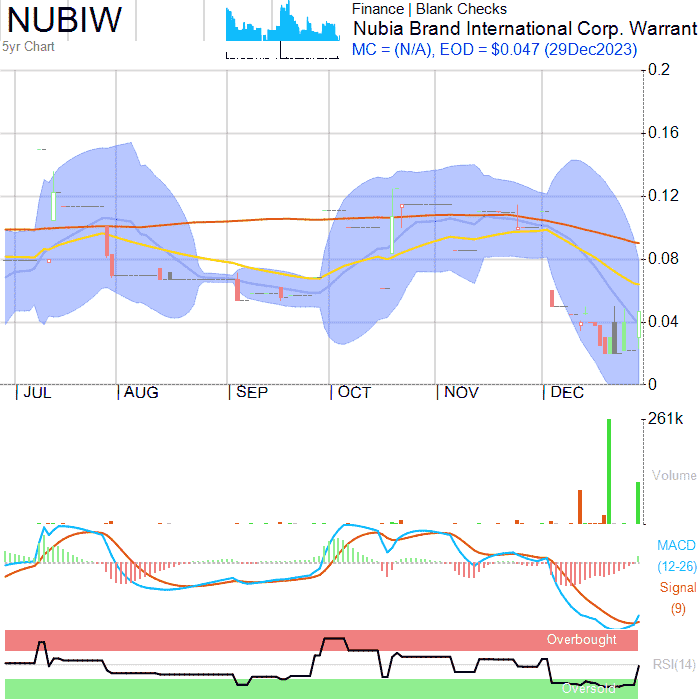 NUBIW
5yr Chart
Finance | Blank Checks
Nubia Brand International Corp. Warrant
MC = (N/A), EOD = $0.047 (29Dec2023)
0.2
0.16
0.12
0.08
0.04
0
JUL AUG SEP OCT NOV DEC
261k
Volume
MACD
(12-26)
Signal
(9)
Overbought
RSI(14)
Oversold